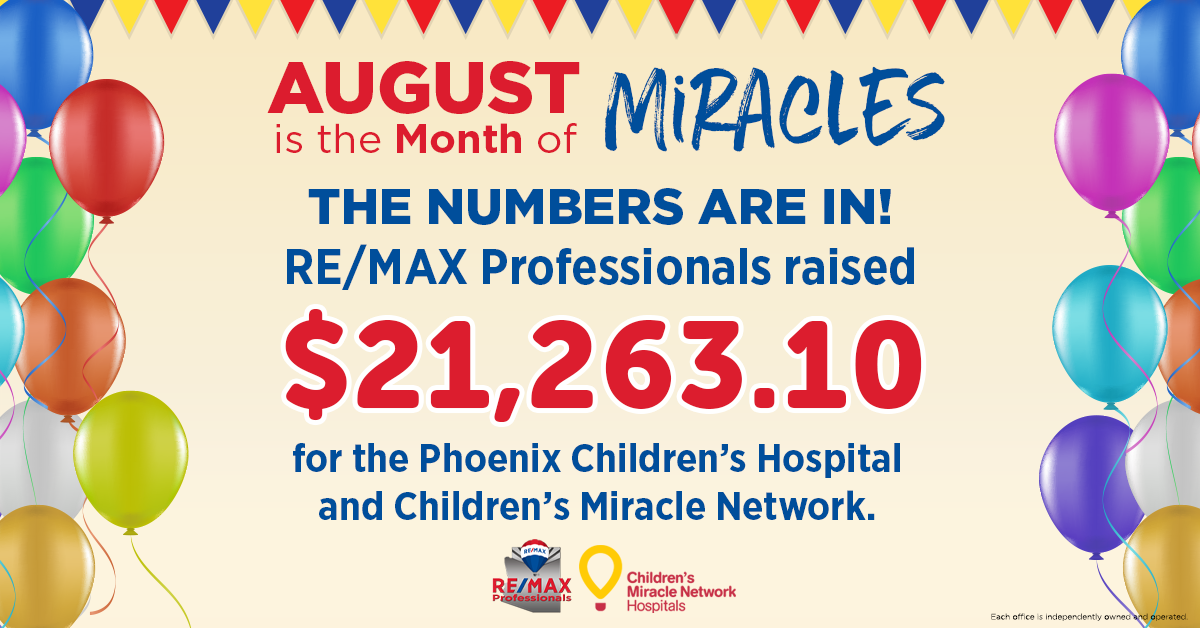 AUGUST
is the Month of
MiRACLES
THE NUMBERS ARE IN!
RE/MAX Professionals raised
$21,263.10
for the Phoenix Children's Hospital
and Children's Miracle Network.
RE/MAX
RE/MAX
Professionals
Children's
Miracle Network
Hospitals
Each office is independently owned and operated.